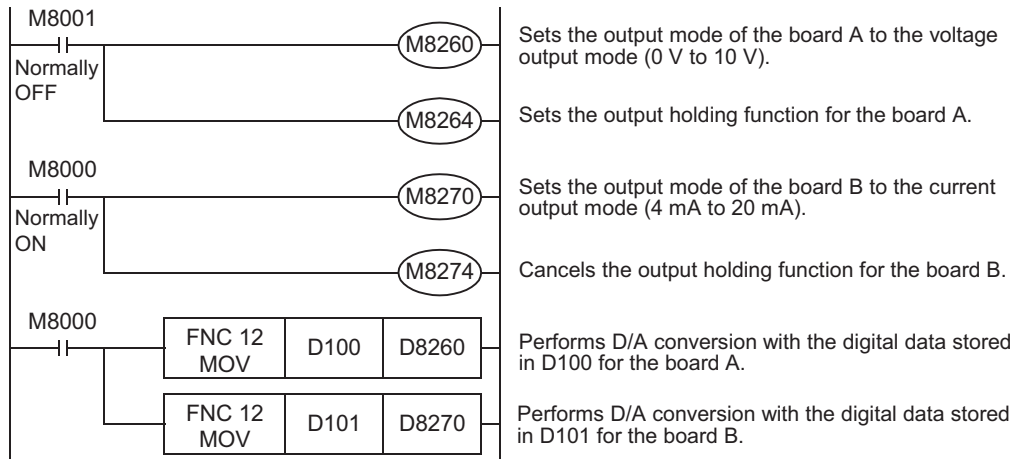 M8001
Normally
OFF
M8260
Sets the output mode of the board A to the voltage
output mode (0 V to 10 V).
M8264
Sets the output holding function for the board A.
M8000
Normally
ON
M8270
Sets the output mode of the board B to the current
output mode (4 mA to 20 mA).
M8274
Cancels the output holding function for the board B.
M8000
FNC 12
MOV
D100
D8260
Performs D/A conversion with the digital data stored
in D100 for the board A.
FNC 12
MOV
D101
D8270
Performs D/A conversion with the digital data stored
in D101 for the board B.